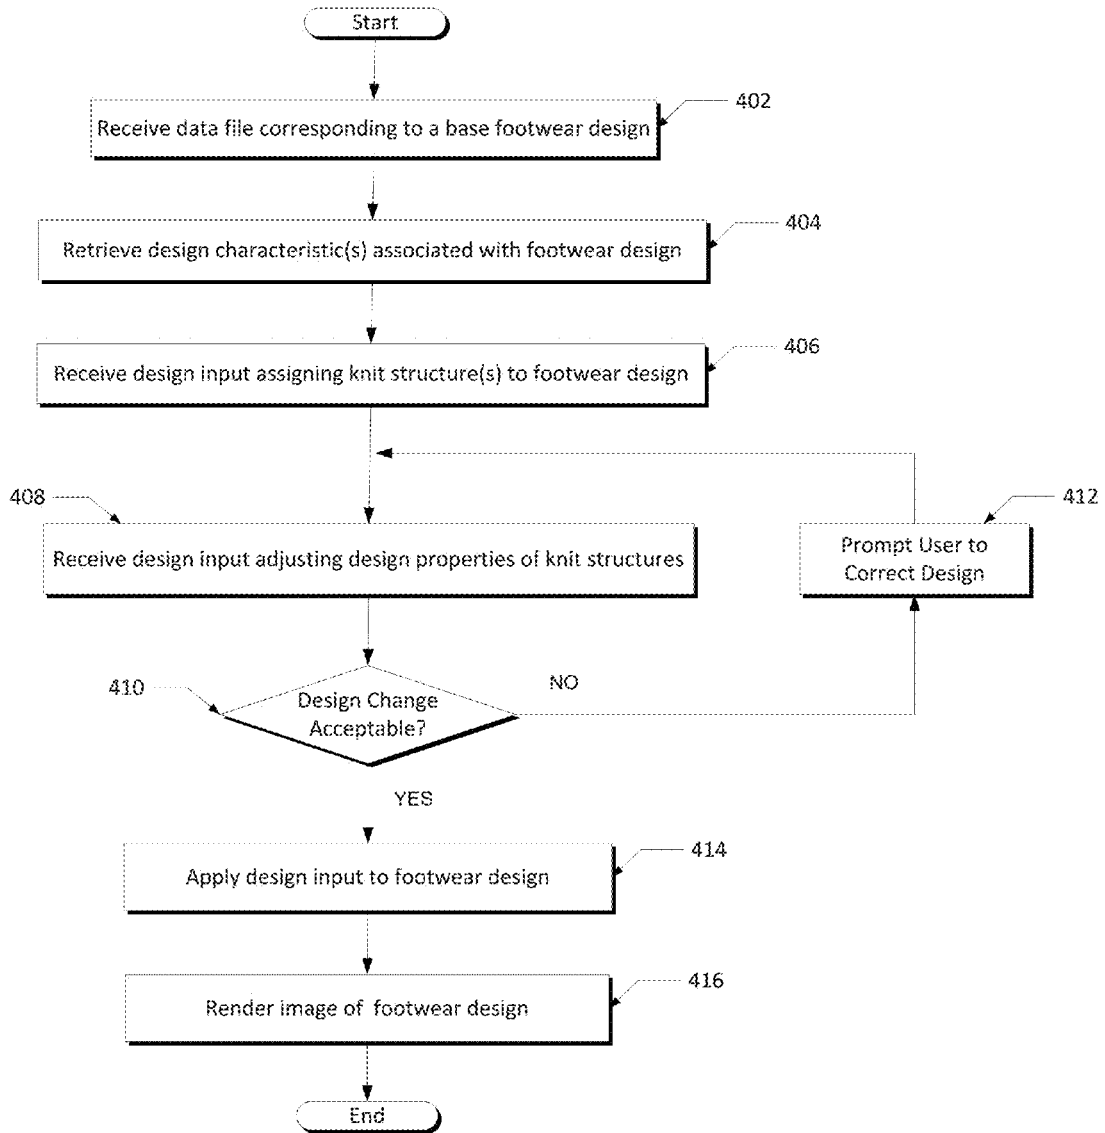 Start
Receive data file corresponding to a base footwear design
402
Retrieve design characteristic(s) associated with footwear design
404
Receive design input assigning knit structure(s) to footwear design
406
408
Receive design input adjusting design properties of knit structures
412
Prompt User to
Correct Design
410
Design Change
Acceptable?
NO
YES
Apply design input to footwear design
414
Render image of footwear design
416
End